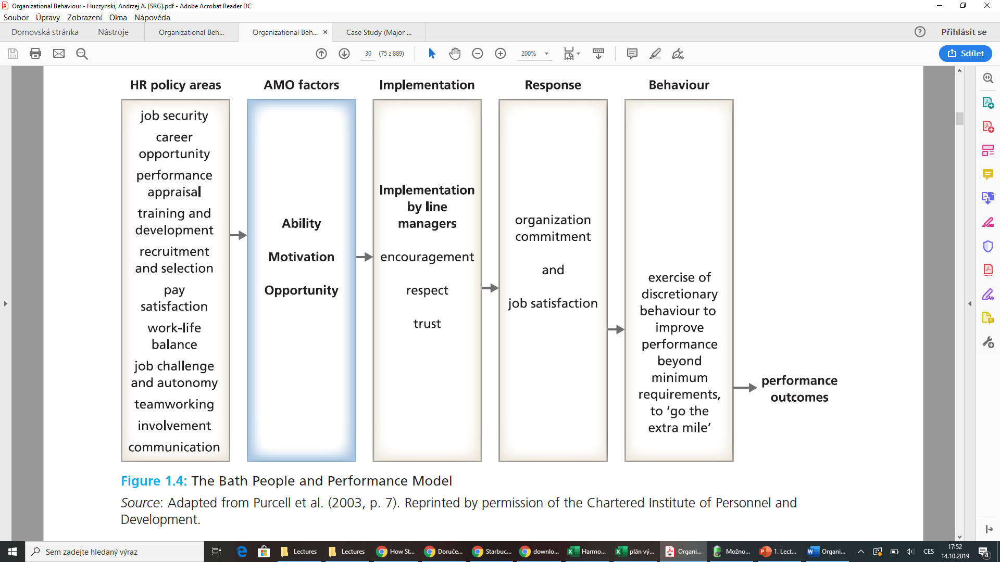 Organizational Behaviour - Huczynski, Andrzej A. [SRG].pdf - Adobe Acrobat Reader DC
Soubor Úpravy Zobrazení Okna Nápověda
Domovská stránka Nástroje Organizational Beh... Organizational Beh... × Case Study (Major ... ? Přihlásit se
30 (75 z 889) 200% Sdílet
HR policy areas AMO factors Implementation Response Behaviour
job security
career
opportunity
performance
appraisal
training and
development
recruitment
and selection
pay
satisfaction
work-life
balance
job challenge
and autonomy
teamworking
involvement
communication
Ability
Motivation
Opportunity
Implementation
by line
managers
encouragement
respect
trust
organization
commitment
and
job satisfaction
exercise of
discretionary
behaviour to
improve
performance
beyond
minimum
requirements,
to ‘go the
extra mile’
performance
outcomes
Figure 1.4: The Bath People and Performance Model
Source: Adapted from Purcell et al. (2003, p. 7). Reprinted by permission of the Chartered Institute of Personnel and
Development.
Sem zadejte hledaný výraz Lectures Lectures How St... Doruče... Starbuc... downlo... Harmo... plán vý... Organi... Možno... 1. Lect... Organi... CES 17:52
14.10.2019 4